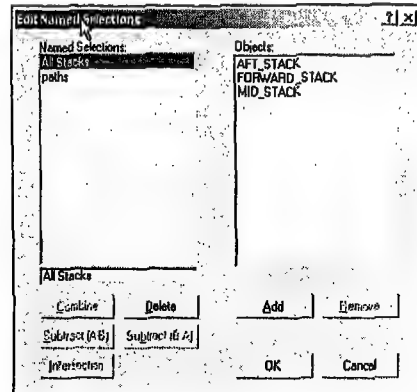 Edit Named Selections
Named Selections:
All Stacks
paths
Objects:
AFT_STACK
FORWARD_STACK
MID_STACK
All Stacks
Combine Delete Add Remove
Subtract (A-B) Subtract (B-A)
Intersection OK Cancel